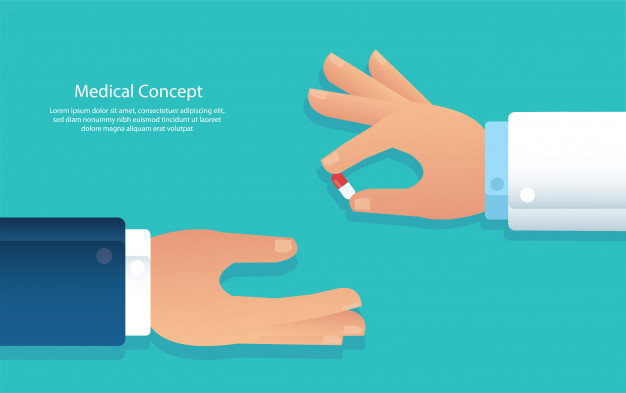 Medical Concept
Lorem ipsum dolor sit amet, consectetuer adipiscing elit,
sed diam nonummy nibh euismod tincidunt ut laoreet
dolore magna aliquam erat volutpat